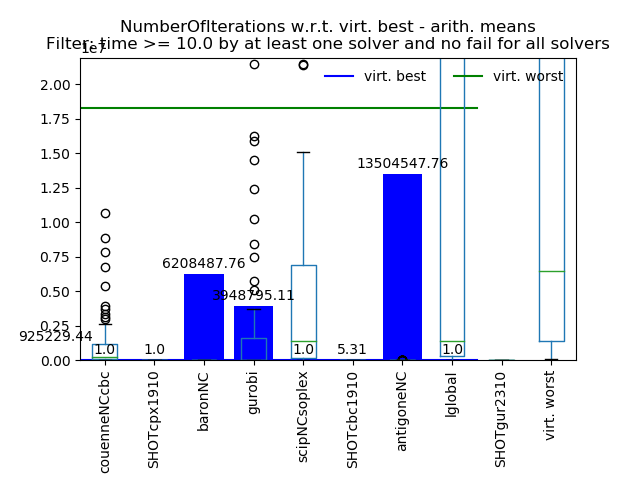 NumberOfIterations w.r.t. virt. best - arith. means
Filter: time >= 10.0 by at least one solver and no fail for all solvers
1e7
virt. best
virt. worst
2.00
1.75
1.50
1.25
1.00
0.75
0.50
0.25
0.00
13504547.76
6208487.76
3948795.11
925229.44
1.0
1.0
1.0
5.31
1.0
couenneNCcbc
SHOTcpx1910
baronNC
gurobi
scipNCsoplex
SHOTcbc1910
antigoneNC
lglobal
SHOTgur2310
virt. worst